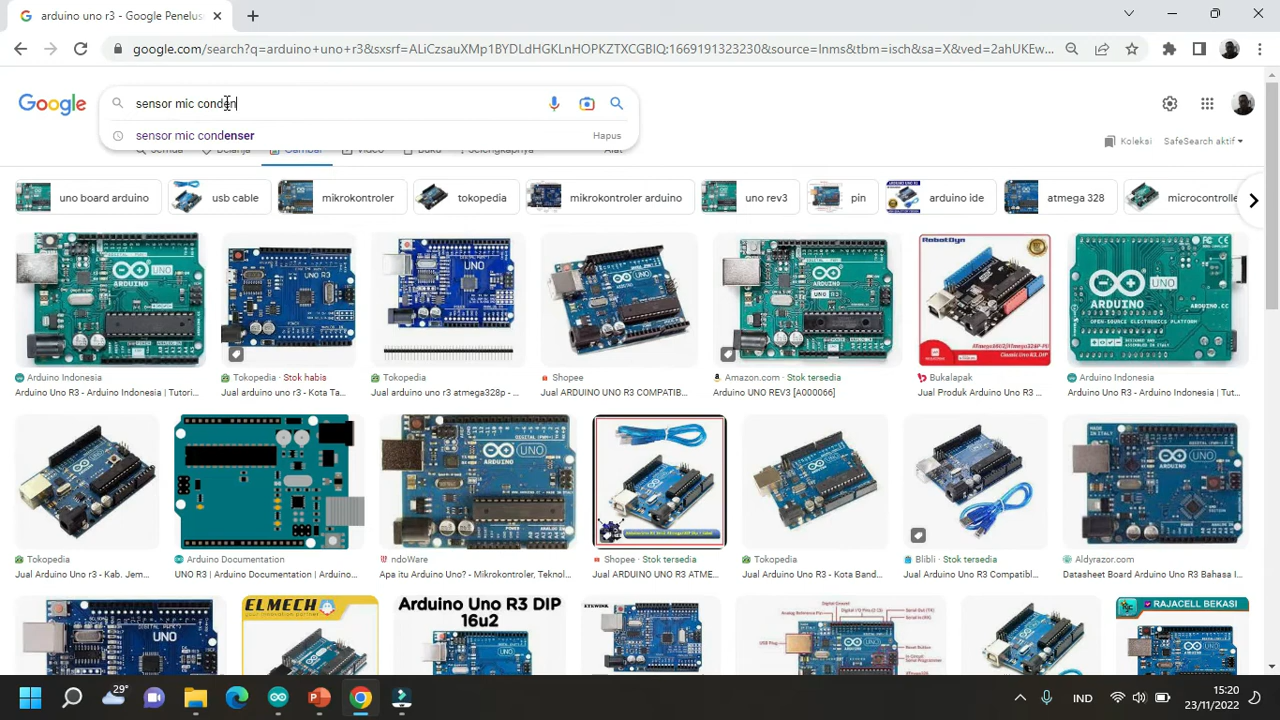 arduino uno r3 - Google Penelus
google.com/search?q=arduino+uno+r3&sxsrf=ALiCzsauXMp1BYDLdHGKLnHOPKZTXCGBIQ:1669191323230&source=lnms&tbm=isch&sa=X&ved=2ahUKEw...
Google
sensor mic conden
sensor mic condenser
Hapus
Koleksi
SafeSearch aktif
uno board arduino
usb cable
mikrokontroler
tokopedia
mikrokontroler arduino
uno rev3
pin
arduino ide
atmega 328
microcontrolle
Arduino Indonesia
Arduino Uno R3 - Arduino Indonesia | Tutori...
Tokopedia · Stok habis
Jual arduino uno r3 - Kota Ta...
Tokopedia
Jual arduino uno r3 atmega328p - ...
Shopee
Jual ARDUINO UNO R3 COMPATIB...
Amazon.com · Stok tersedia
Arduino UNO REV3 [A000066]
Bukalapak
Jual Produk Arduino Uno R3 ...
Arduino Indonesia
Arduino Uno R3 - Arduino Indonesia | Tut...
Tokopedia
Jual Arduino Uno r3 - Kab. Jem...
Arduino Documentation
UNO R3 | Arduino Documentation | Arduino...
ndoWare
Apa itu Arduino Uno? - Mikrokontroler, Teknol...
Shopee · Stok tersedia
Jual ARDUINO UNO R3 ATME...
Tokopedia
Jual Arduino Uno R3 - Kota Band...
Blibli · Stok tersedia
Jual Arduino Uno R3 Compatibl...
Aldyrazor.com
Datasheet Board Arduino Uno R3 Bahasa I...
ELMECH
Arduino Uno R3 DIP
16u2
RAJACELL BEKASI
29°
IND
15:20
23/11/2022